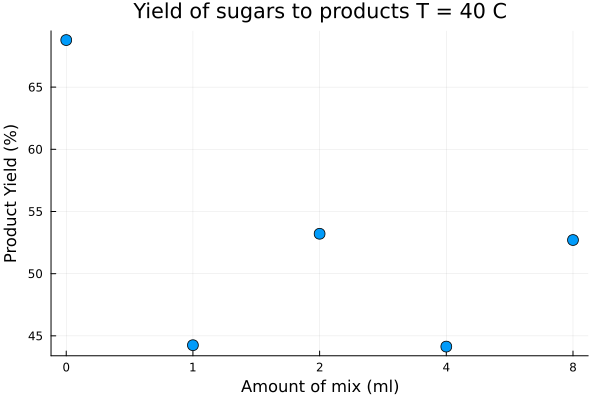 Yield of sugars to products T = 40 C
Product Yield (%)
65
60
55
50
45
0 1 2 4 8
Amount of mix (ml)